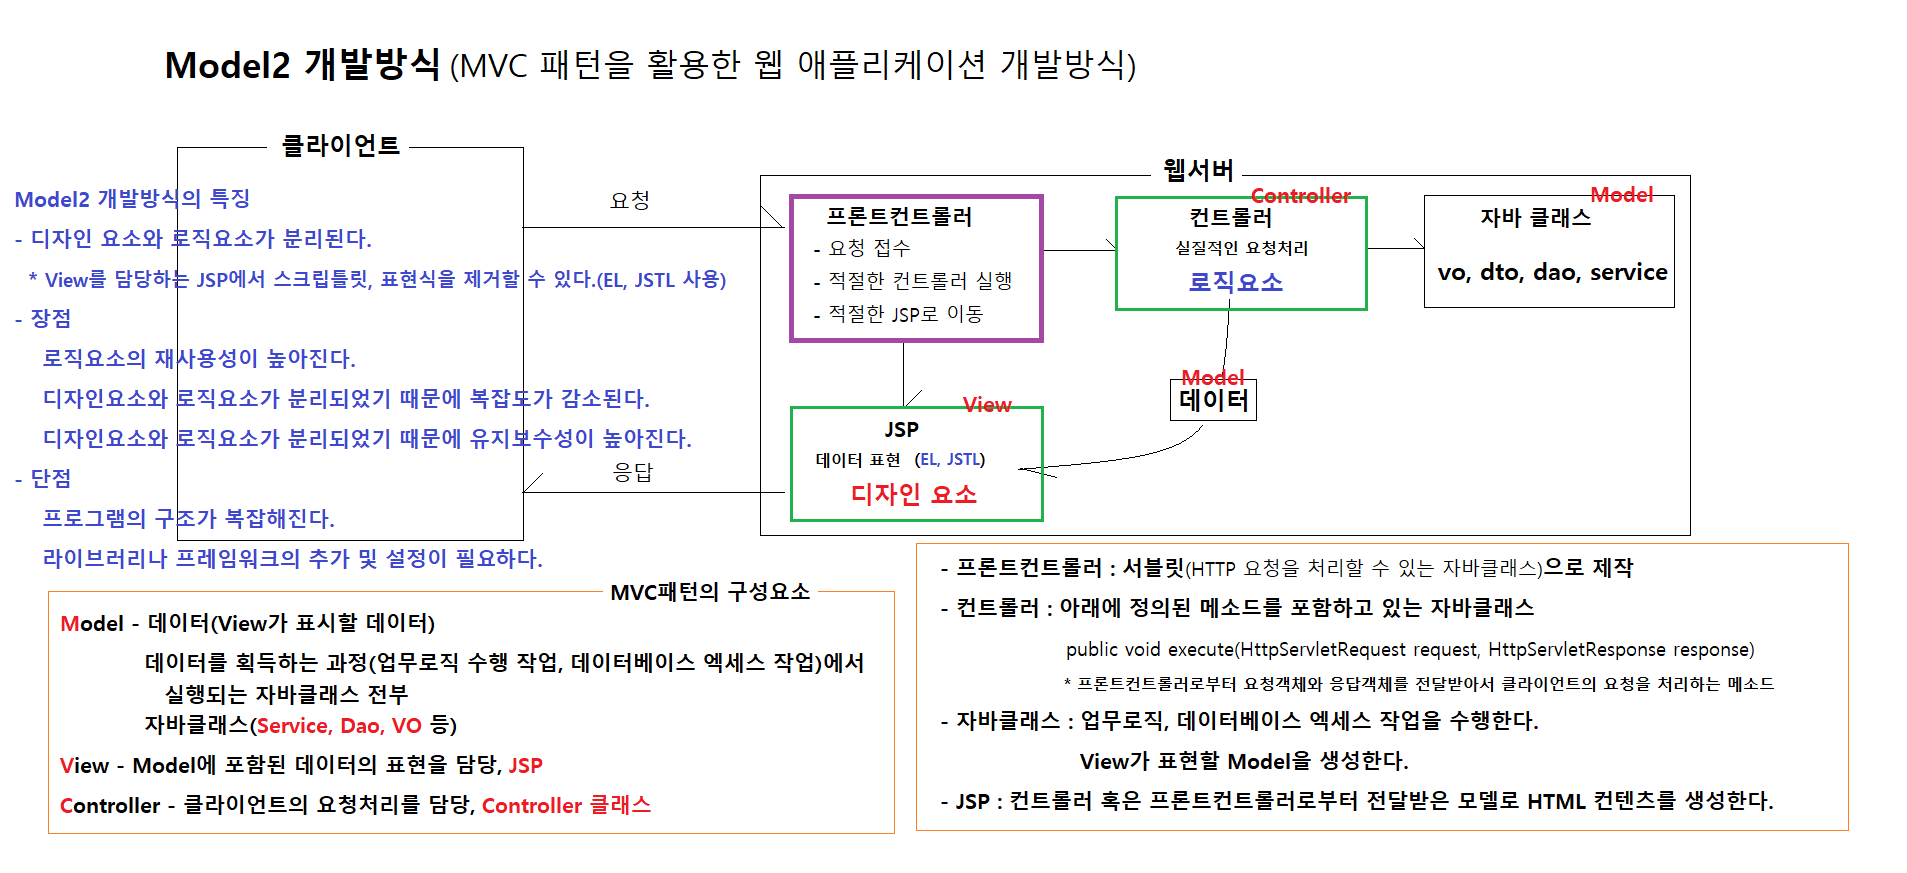 Model2 개발방식 (MVC 패턴을 활용한 웹 애플리케이션 개발방식)
클라이언트
Model2 개발방식의 특징
- 디자인 요소와 로직요소가 분리된다.
* View를 담당하는 JSP에서 스크립틀릿, 표현식을 제거할 수 있다.(EL, JSTL 사용)
- 장점
로직요소의 재사용성이 높아진다.
디자인요소와 로직요소가 분리되었기 때문에 복잡도가 감소된다.
디자인요소와 로직요소가 분리되었기 때문에 유지보수성이 높아진다.
- 단점
프로그램의 구조가 복잡해진다.
라이브러리나 프레임워크의 추가 및 설정이 필요하다.
요청
응답
웹서버
프론트컨트롤러
- 요청 접수
- 적절한 컨트롤러 실행
- 적절한 JSP로 이동
Controller
컨트롤러
실질적인 요청처리
로직요소
Model
자바 클래스
vo, dto, dao, service
Model
데이터
View
JSP
데이터 표현 (EL, JSTL)
디자인 요소
MVC패턴의 구성요소
Model - 데이터(View가 표시할 데이터)
데이터를 획득하는 과정(업무로직 수행 작업, 데이터베이스 엑세스 작업)에서
실행되는 자바클래스 전부
자바클래스(Service, Dao, VO 등)
View - Model에 포함된 데이터의 표현을 담당, JSP
Controller - 클라이언트의 요청처리를 담당, Controller 클래스
- 프론트컨트롤러 : 서블릿(HTTP 요청을 처리할 수 있는 자바클래스)으로 제작
- 컨트롤러 : 아래에 정의된 메소드를 포함하고 있는 자바클래스
public void execute(HttpServletRequest request, HttpServletResponse response)
* 프론트컨트롤러로부터 요청객체와 응답객체를 전달받아서 클라이언트의 요청을 처리하는 메소드
- 자바클래스 : 업무로직, 데이터베이스 엑세스 작업을 수행한다.
View가 표현할 Model을 생성한다.
- JSP : 컨트롤러 혹은 프론트컨트롤러로부터 전달받은 모델로 HTML 컨텐츠를 생성한다.